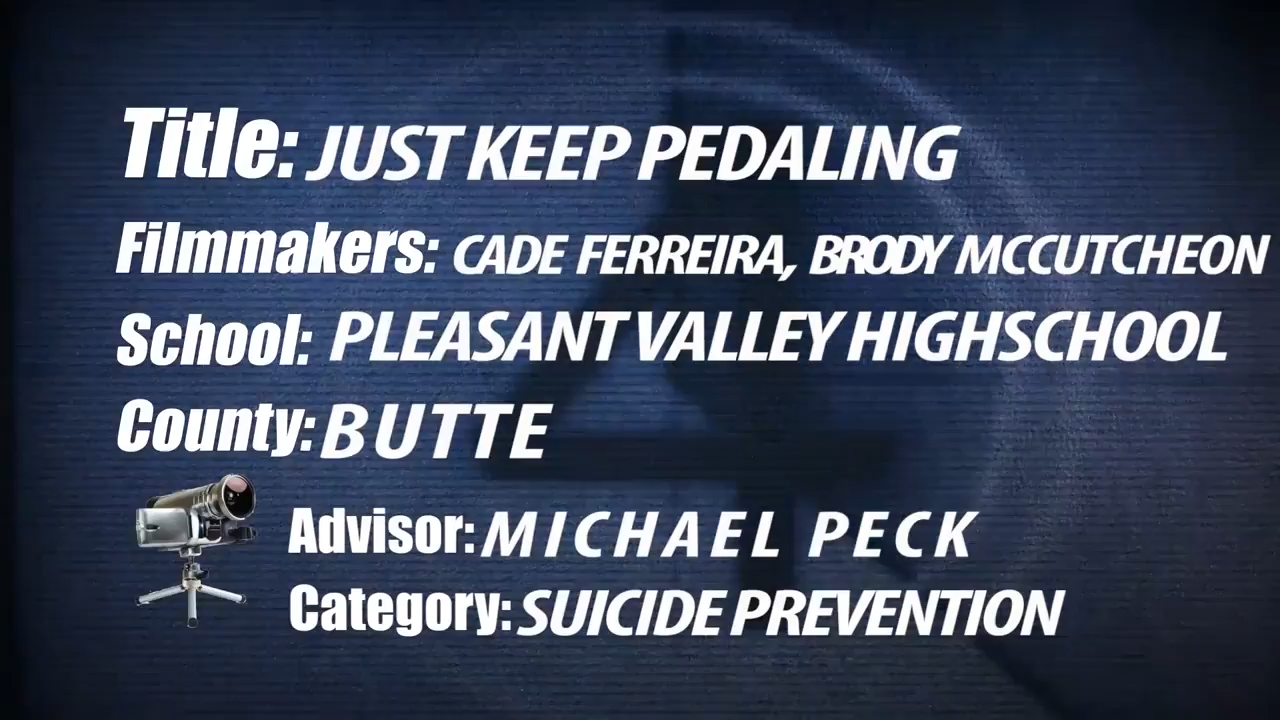 Title: JUST KEEP PEDALING
Filmmakers: CADE FERREIRA, BRODY MCCUTCHEON
School: PLEASANT VALLEY HIGHSCHOOL
County: BUTTE
Advisor: MICHAEL PECK
Category: SUICIDE PREVENTION